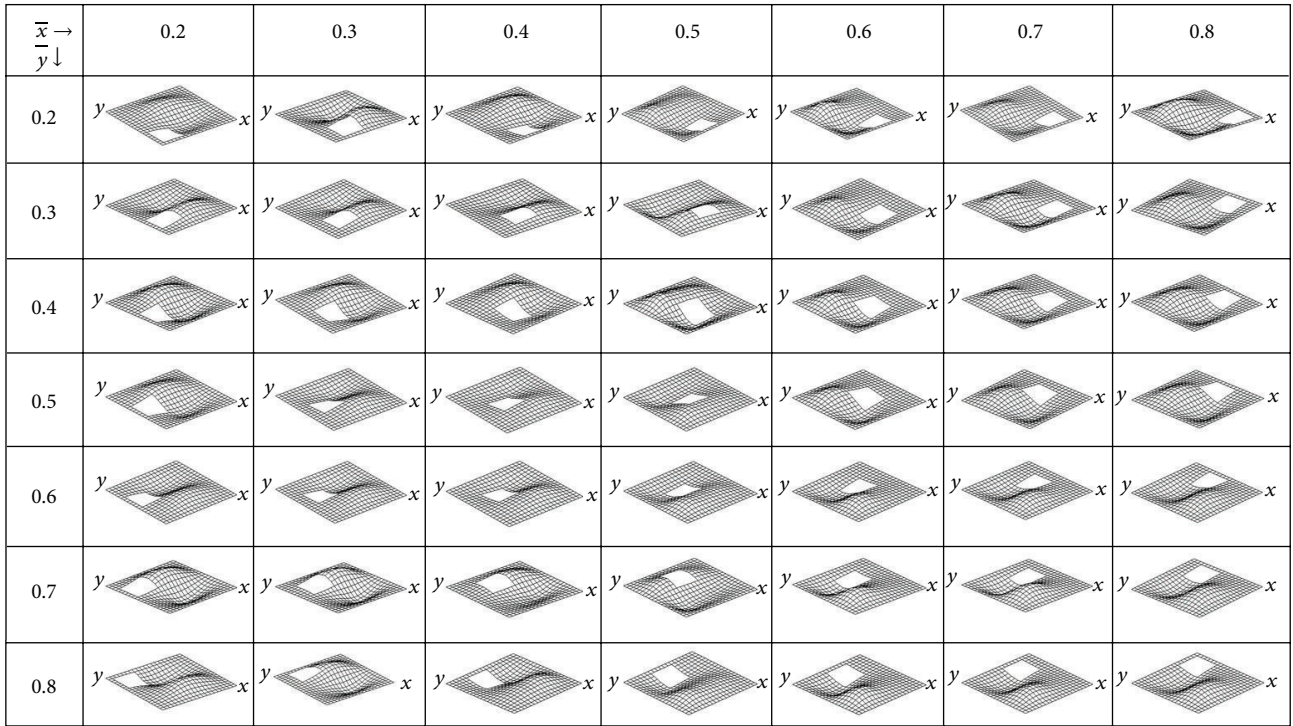 x̅ → 0.2 0.3 0.4 0.5 0.6 0.7 0.8
y̅ ↓
0.2 y x y x y x y x y x y x y x
0.3 y x y x y x y x y x y x y x
0.4 y x y x y x y x y x y x y x
0.5 y x y x y x y x y x y x y x
0.6 y x y x y x y x y x y x y x
0.7 y x y x y x y x y x y x y x
0.8 y x y x y x y x y x y x y x